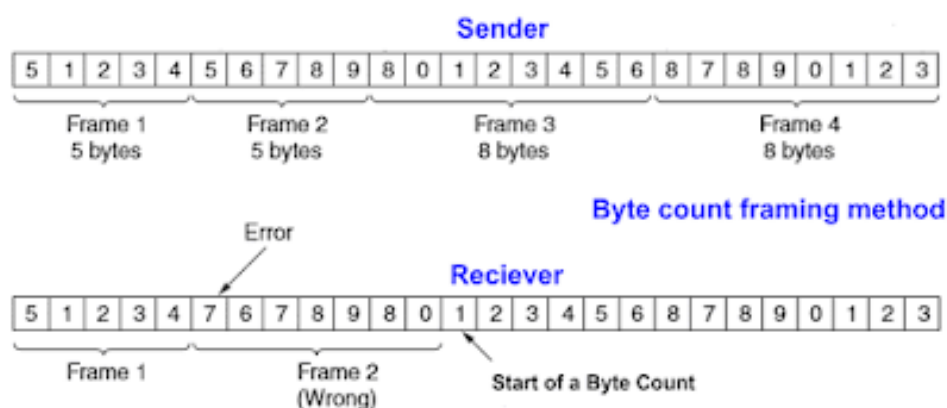 Sender
5 1 2 3 4 5 6 7 8 9 8 0 1 2 3 4 5 6 8 7 8 9 0 1 2 3
Frame 1 Frame 2 Frame 3 Frame 4
5 bytes 5 bytes 8 bytes 8 bytes
Byte count framing method
Error
Reciever
5 1 2 3 4 7 6 7 8 9 8 0 1 2 3 4 5 6 8 7 8 9 0 1 2 3
Frame 1 Frame 2 Start of a Byte Count
(Wrong)